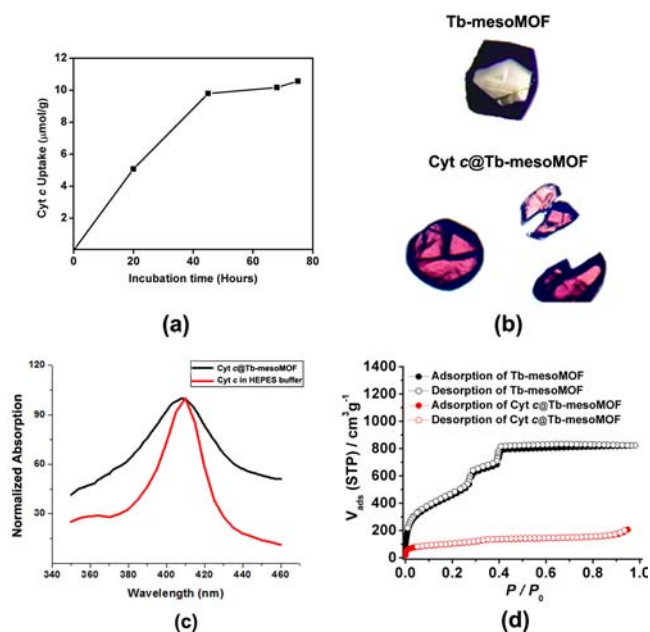 (a)
Cyt c Uptake (μmol/g)
12
10
8
6
4
2
0 20 40 60 80
Incubation time (Hours)
Tb-mesoMOF
Cyt c@Tb-mesoMOF
(b)
Normalized Absorption
120
90
60
30
Cyt c@Tb-mesoMOF
Cyt c in HEPES buffer
340 360 380 400 420 440 460
Wavelength (nm)
(c)
V ads (STP) / cm³ g⁻¹
1400
1200
1000
800
600
400
200
0
Adsorption of Tb-mesoMOF
Desorption of Tb-mesoMOF
Adsorption of Cyt c@Tb-mesoMOF
Desorption of Cyt c@Tb-mesoMOF
0.0 0.2 0.4 0.6 0.8 1.0
P / P₀
(d)